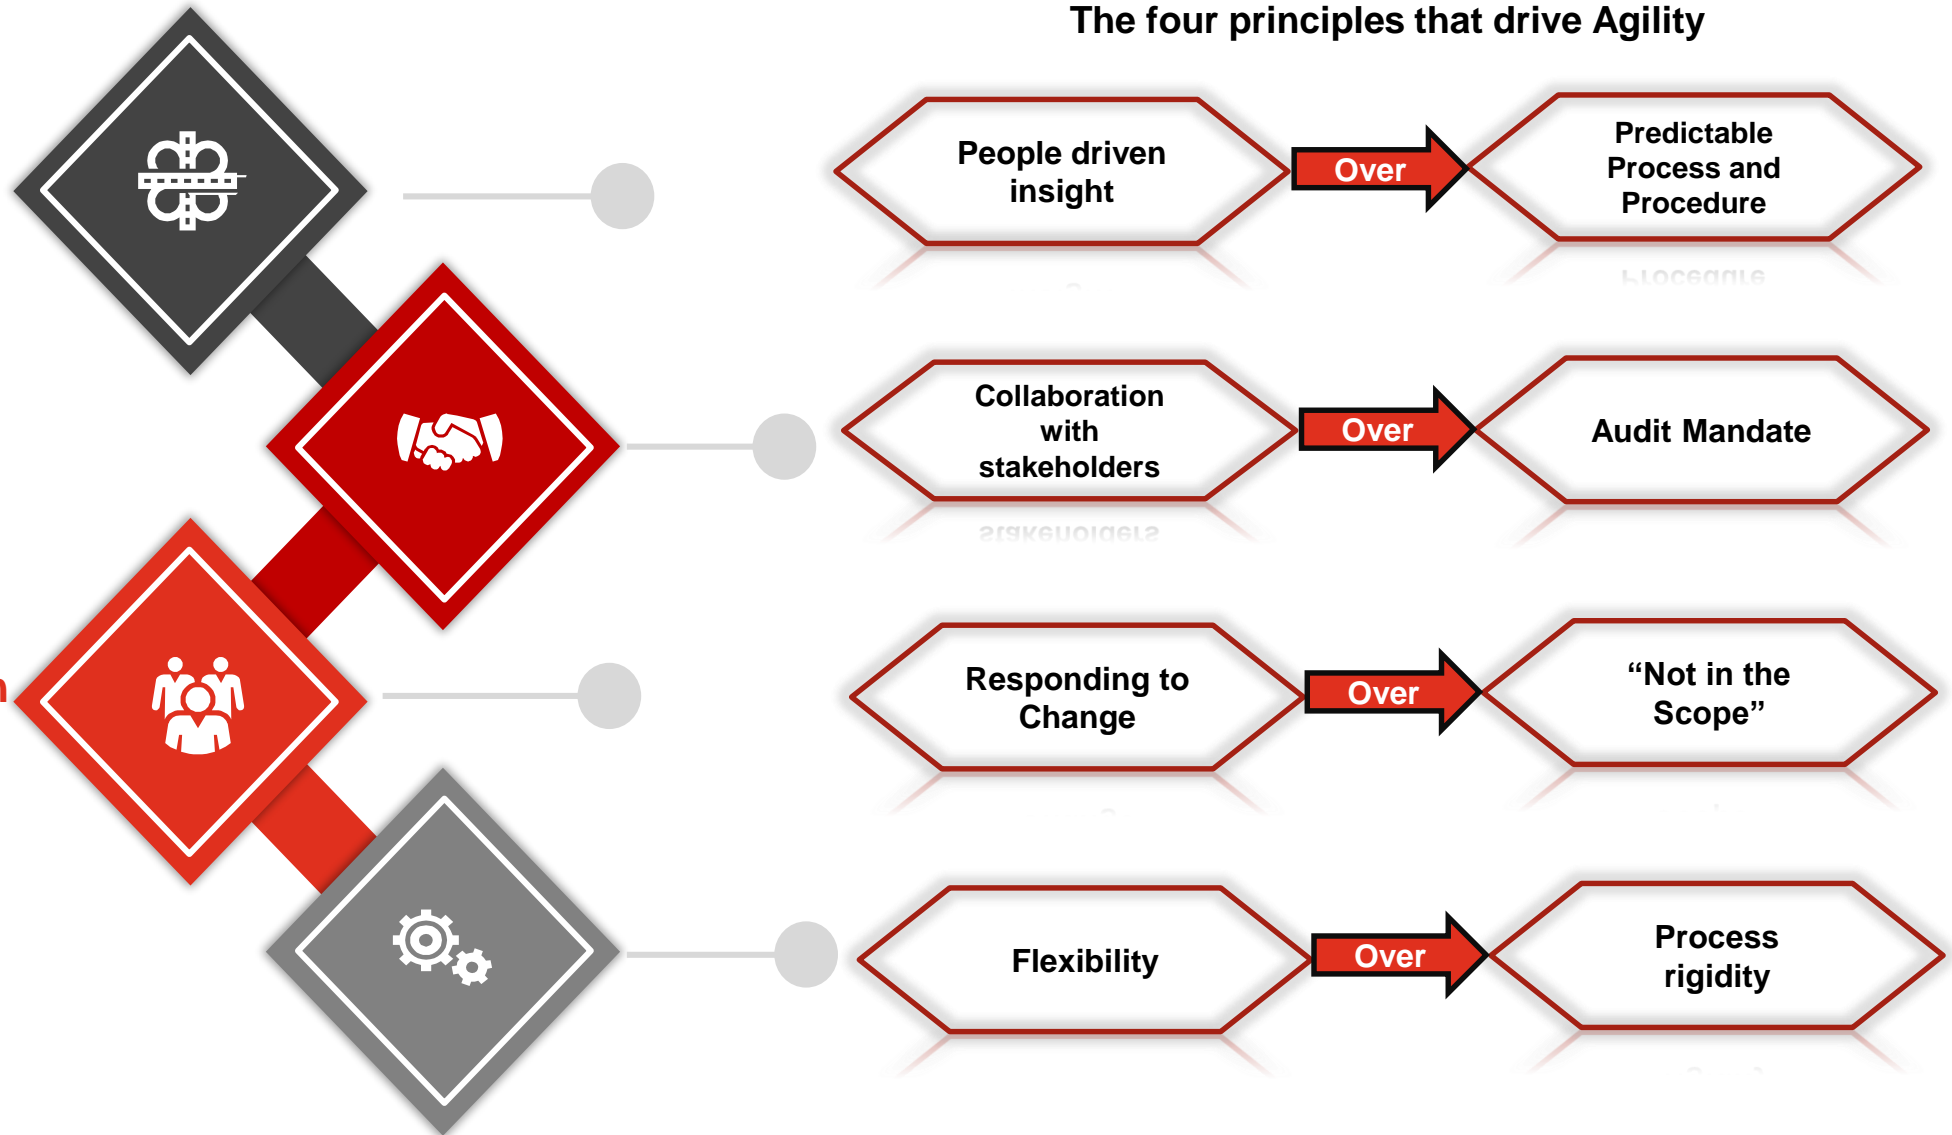 The four principles that drive Agility
People driven
insight
Over
Predictable
Process and
Procedure
Collaboration
with
stakeholders
Over
Audit Mandate
Responding to
Change
Over
“Not in the
Scope”
Flexibility
Over
Process
rigidity